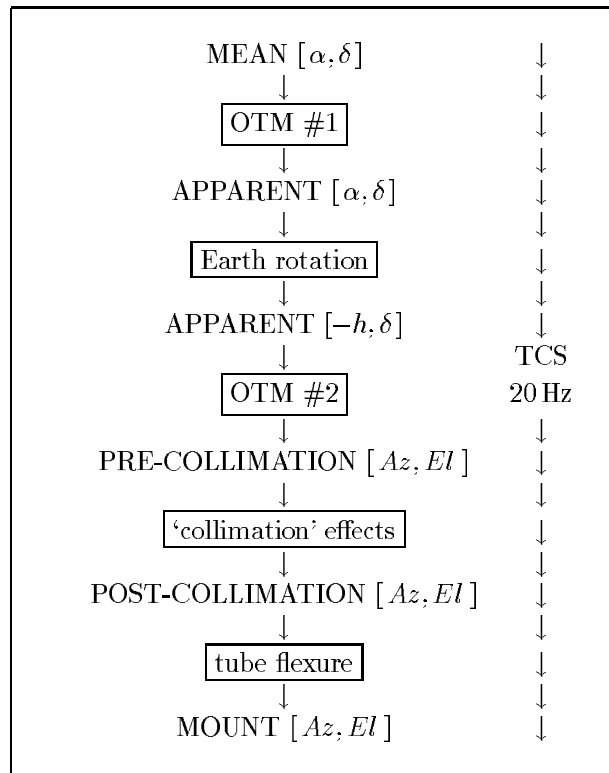 MEAN [α, δ]
OTM #1
APPARENT [α, δ]
Earth rotation
APPARENT [−h, δ]
TCS
OTM #2
20 Hz
PRE-COLLIMATION [Az, El ]
‘collimation’ effects
POST-COLLIMATION [Az, El ]
tube flexure
MOUNT [Az, El ]